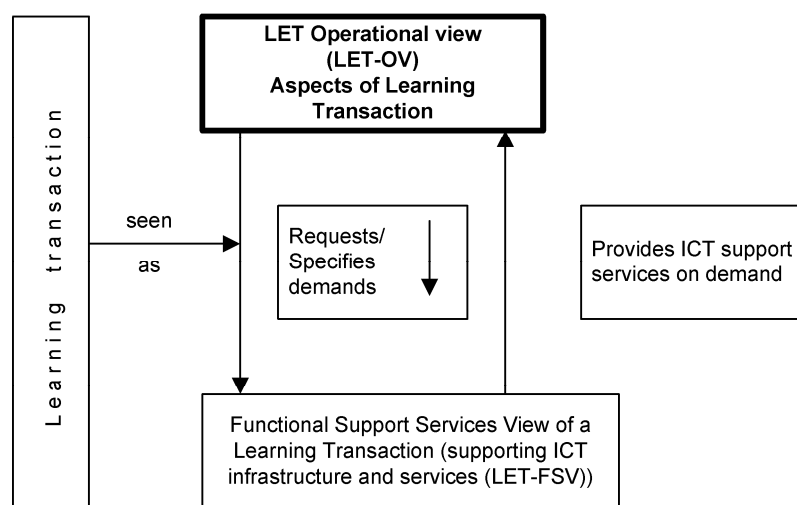 LET Operational view
(LET-OV)
Aspects of Learning
Transaction
Learning transaction
seen
as
Requests/
Specifies
demands
Provides ICT support
services on demand
Functional Support Services View of a
Learning Transaction (supporting ICT
infrastructure and services (LET-FSV))